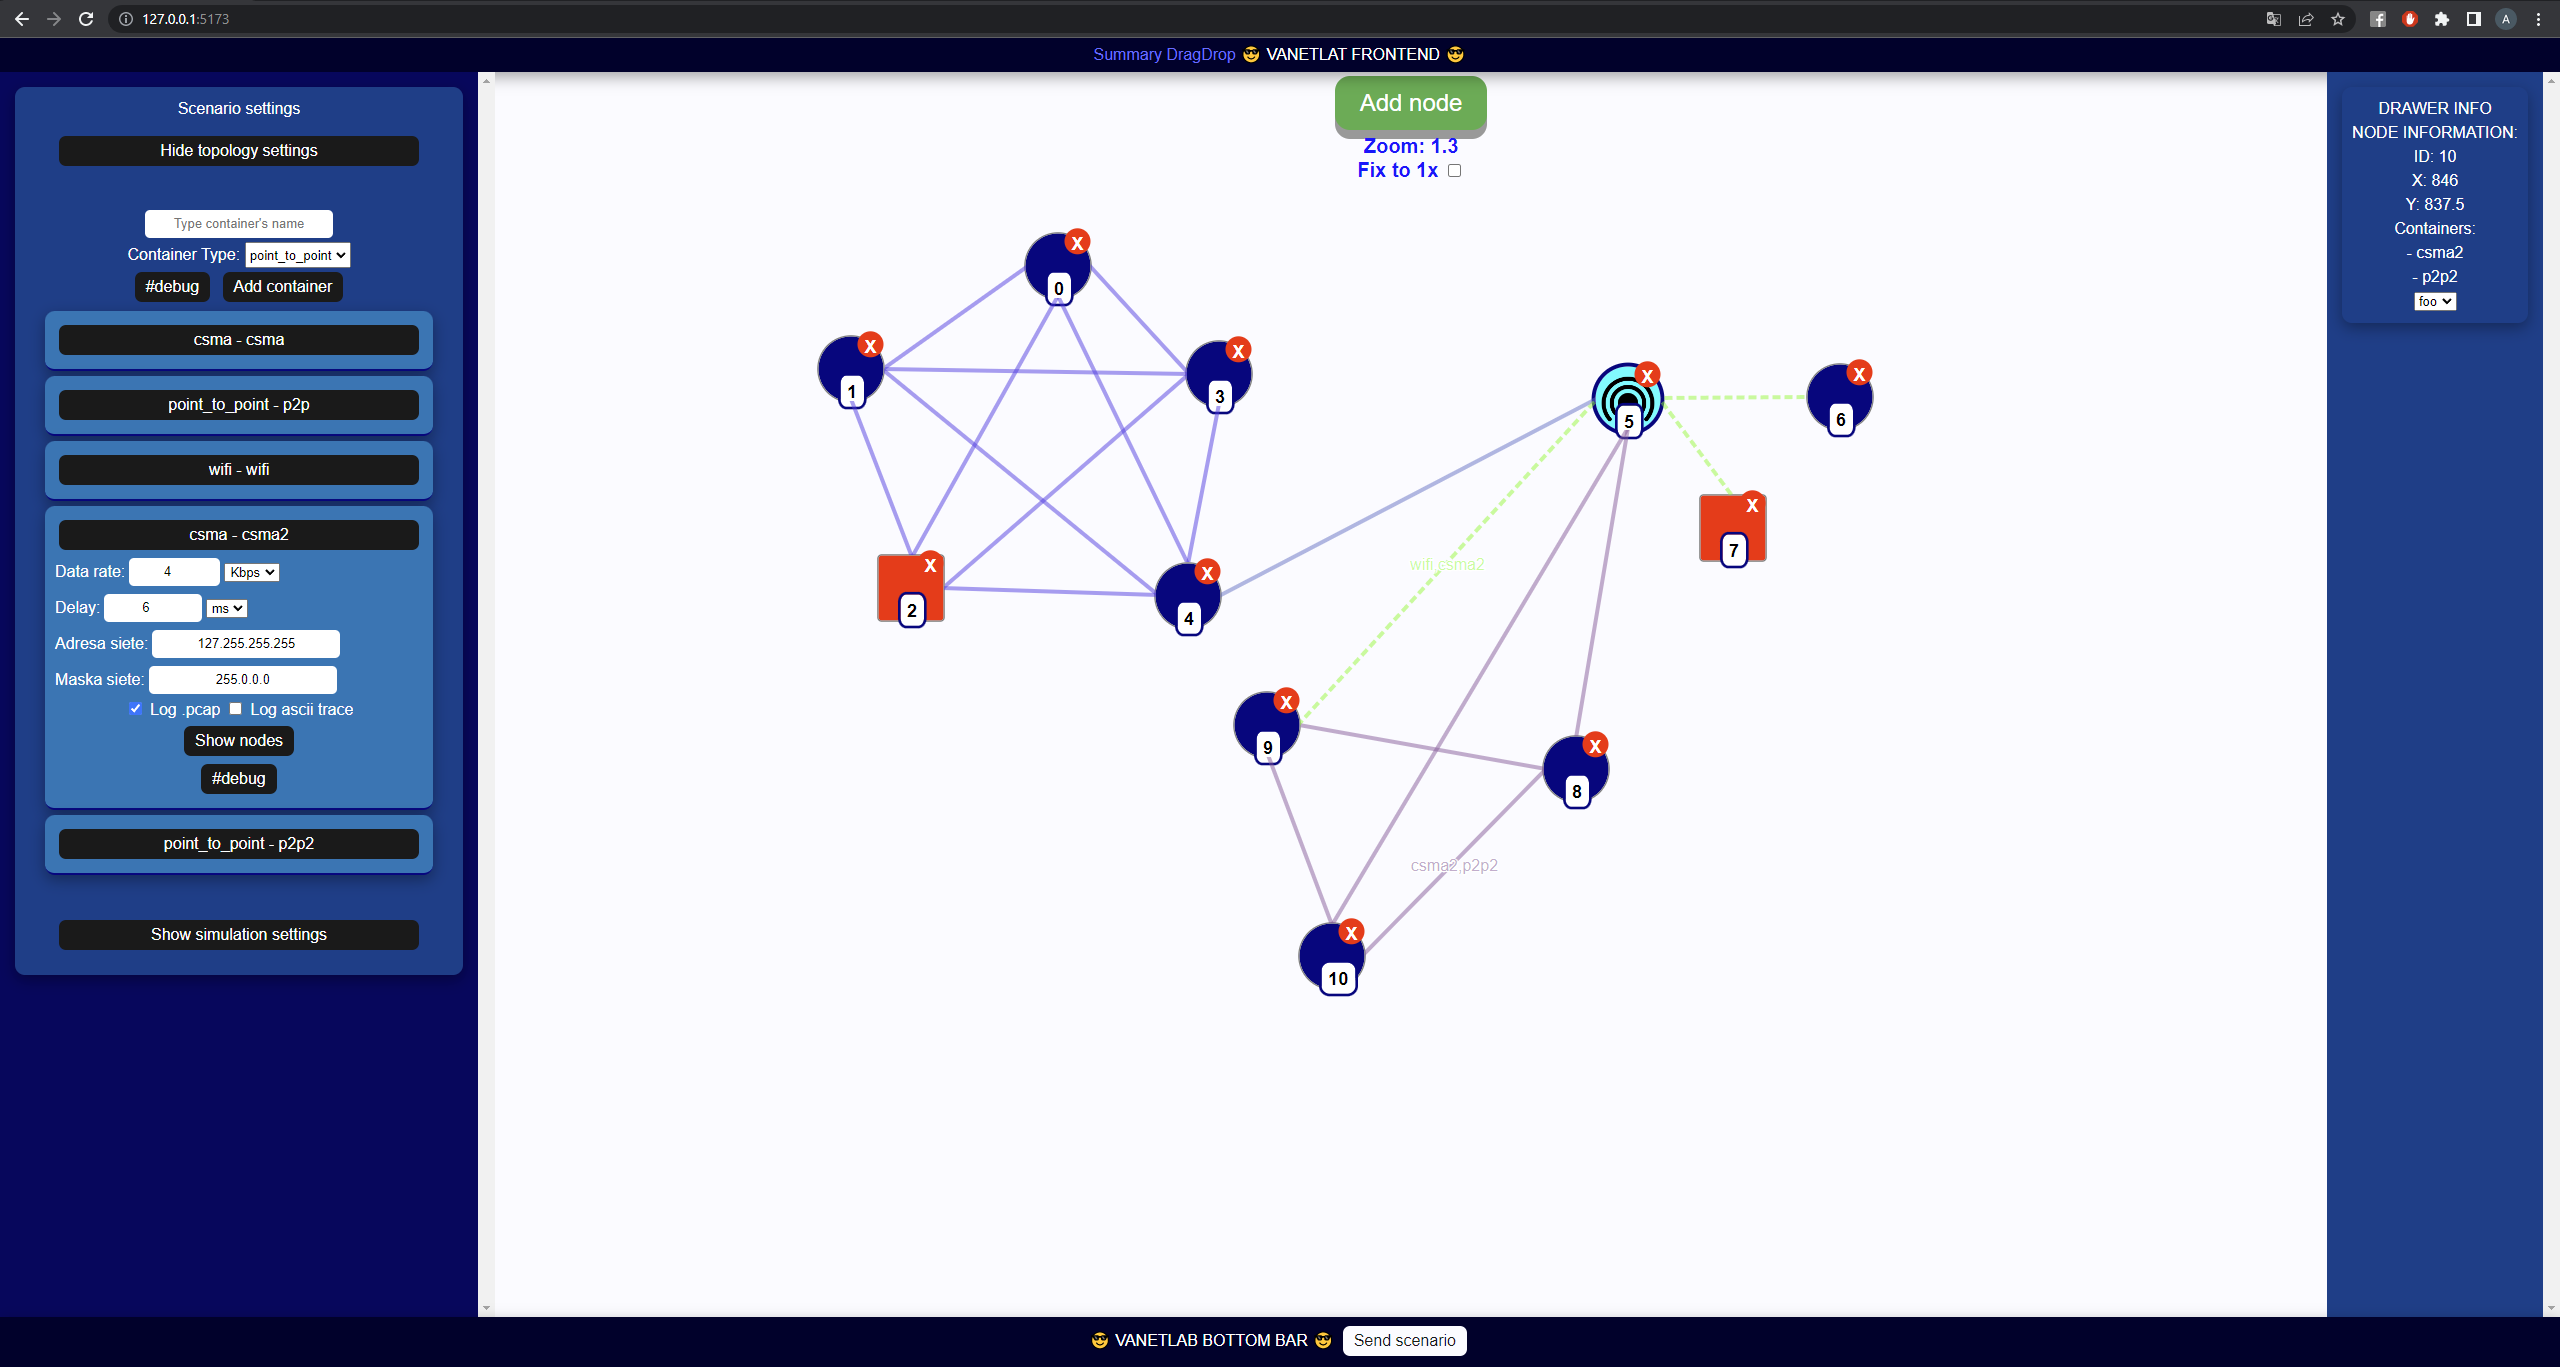 127.0.0.1:5173
A
Summary DragDrop 😎 VANETLAT FRONTEND 😎
Scenario settings
Hide topology settings
Type container's name
Container Type: point_to_point
#debug Add container
csma - csma
point_to_point - p2p
wifi - wifi
csma - csma2
Data rate: 4 Kbps
Delay: 6 ms
Adresa siete: 127.255.255.255
Maska siete: 255.0.0.0
Log .pcap Log ascii trace
Show nodes
#debug
point_to_point - p2p2
Show simulation settings
Add node
Zoom: 1.3
Fix to 1x
X
0
X
1
X
3
X
5
X
6
X
7
X
2
X
4
wifi,csma2
X
9
X
8
csma2,p2p2
X
10
DRAWER INFO
NODE INFORMATION:
ID: 10
X: 846
Y: 837.5
Containers:
- csma2
- p2p2
foo
😎 VANETLAB BOTTOM BAR 😎 Send scenario